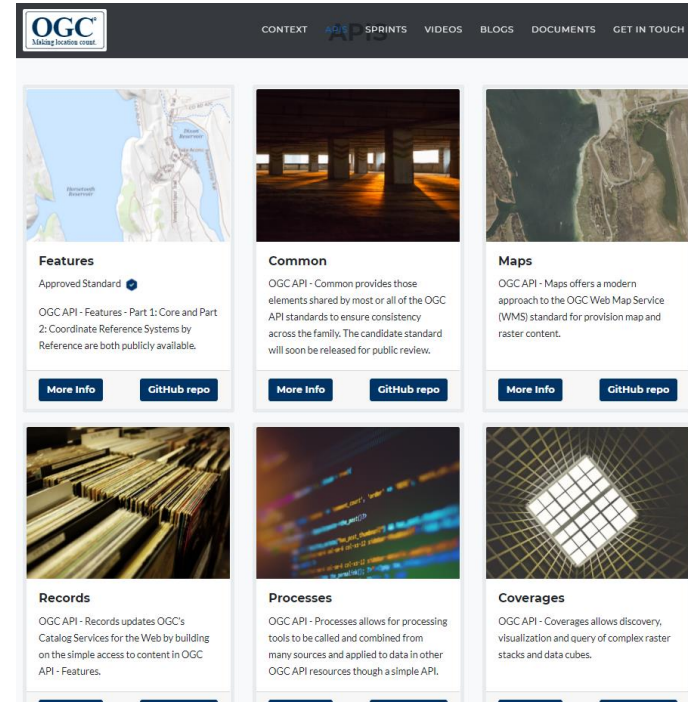 OGC
Making location count.
CONTEXT APIS SPRINTS VIDEOS BLOGS DOCUMENTS GET IN TOUCH
APIS
Features
Approved Standard
OGC API - Features - Part 1: Core and Part
2: Coordinate Reference Systems by
Reference are both publicly available.
More Info GitHub repo
Common
OGC API - Common provides those
elements shared by most or all of the OGC
API standards to ensure consistency
across the family. The candidate standard
will soon be released for public review.
More Info GitHub repo
Maps
OGC API - Maps offers a modern
approach to the OGC Web Map Service
(WMS) standard for provision map and
raster content.
More Info GitHub repo
Records
OGC API - Records updates OGC's
Catalog Services for the Web by building
on the simple access to content in OGC
API - Features.
Processes
OGC API - Processes allows for processing
tools to be called and combined from
many sources and applied to data in other
OGC API resources though a simple API.
Coverages
OGC API - Coverages allows discovery,
visualization and query of complex raster
stacks and data cubes.